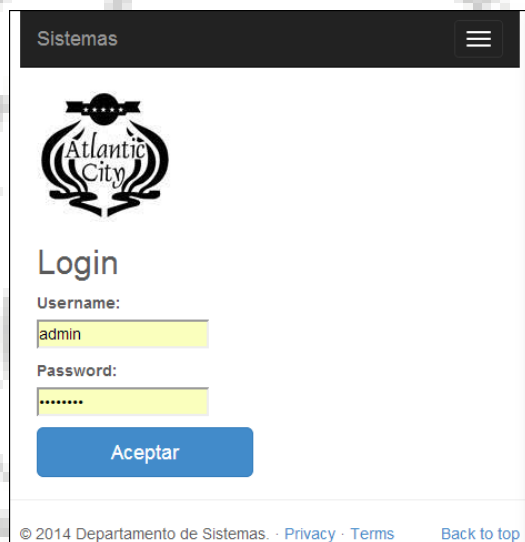 Sistemas
Atlantic
City
Login
Username:
admin
Password:
••••••••
Aceptar
© 2014 Departamento de Sistemas. · Privacy · Terms Back to top